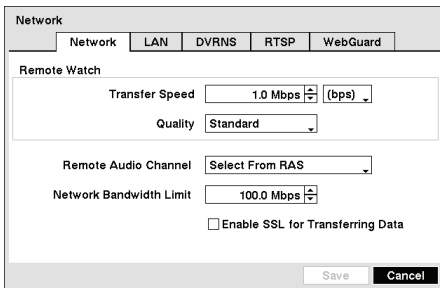 Network
Network LAN DVRNS RTSP WebGuard
Remote Watch
Transfer Speed 1.0 Mbps (bps)
Quality Standard
Remote Audio Channel Select From RAS
Network Bandwidth Limit 100.0 Mbps
Enable SSL for Transferring Data
Save Cancel